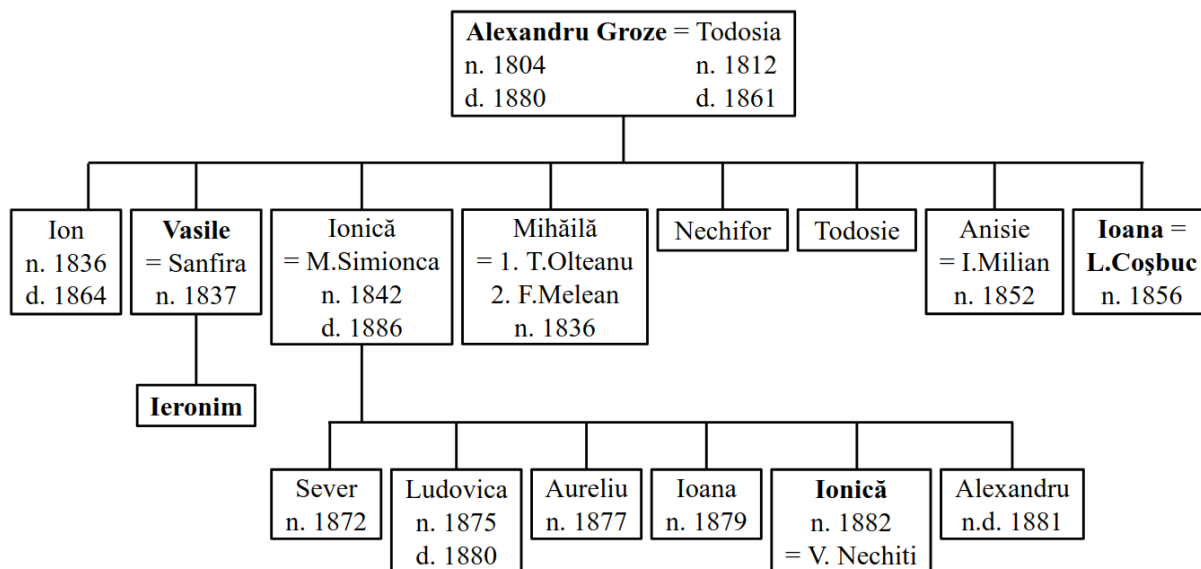 Alexandru Groze = Todosia
n. 1804 n. 1812
d. 1880 d. 1861
Ion
n. 1836
d. 1864
Vasile
= Sanfira
n. 1837
Ionică
= M.Simionca
n. 1842
d. 1886
Mihăilă
= 1. T.Olteanu
2. F.Melean
n. 1836
Nechifor
Todosie
Anisie
= I.Milian
n. 1852
Ioana =
L.Coşbuc
n. 1856
Ieronim
Sever
n. 1872
Ludovica
n. 1875
d. 1880
Aureliu
n. 1877
Ioana
n. 1879
Ionică
n. 1882
= V. Nechiti
Alexandru
n.d. 1881